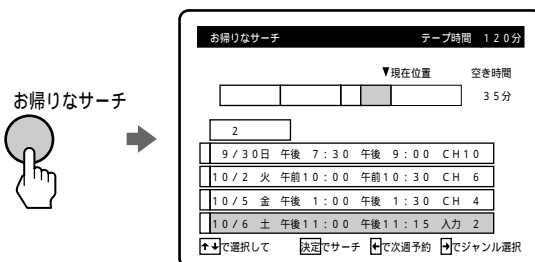 お帰りなサーチ
お帰りなサーチ テープ時間 120分
▼現在位置 空き時間
35分
2
9/30日 午後 7:30 午後 9:00 CH10
10/2 火 午前10:00 午前10:30 CH 6
10/5 金 午後 1:00 午後 1:30 CH 4
10/6 土 午後11:00 午後11:15 入力 2
↑↓で選択して 決定でサーチ ←で次週予約 →でジャンル選択